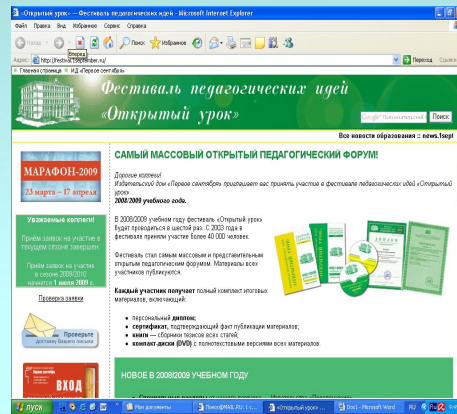 «Открытый урок» -- Фестиваль педагогических идей - Microsoft Internet Explorer
Файл Правка Вид Избранное Сервис Справка
Назад Поиск Избранное
Вперед
Адрес: http://festival.1september.ru/ Переход Ссылки
Главная страница ИД «Первое сентября»
Фестиваль педагогических идей
«Открытый урок»
Поиск
Все новости образования :: news.1sept
МАРАФОН-2009
23 марта – 17 апреля
Уважаемые коллеги!
Приём заявок на участие в
текущем сезоне завершен.
Приём заявок на участие
в сезоне 2009/2010
начнется 1 июля 2009 г.
Проверка заявки
Проверьте
доставку Вашего письма
ВХОД
САМЫЙ МАССОВЫЙ ОТКРЫТЫЙ ПЕДАГОГИЧЕСКИЙ ФОРУМ!
Дорогие коллеги!
Издательский дом «Первое сентября» приглашает вас принять участие в фестивале педагогических идей «Открытый
урок»
2008/2009 учебного года.
В 2008/2009 учебном году фестиваль «Открытый урок»
будет проводиться в шестой раз. С 2003 года в
фестивале приняли участие более 40 000 человек.
Фестиваль стал самым массовым и представительным
открытым педагогическим форумом. Материалы всех
участников публикуются.
Каждый участник получает полный комплект итоговых
материалов, включающий:
• персональный диплом;
• сертификат, подтверждающий факт публикации материалов;
• книги — сборники тезисов всех статей;
• компакт-диски (DVD) с полнотекстовыми версиями всех материалов.
НОВОЕ В 2008/2009 УЧЕБНОМ ГОДУ
пуск Мои документы «Открытый урок» ... Doc1 - Microsoft Word RU